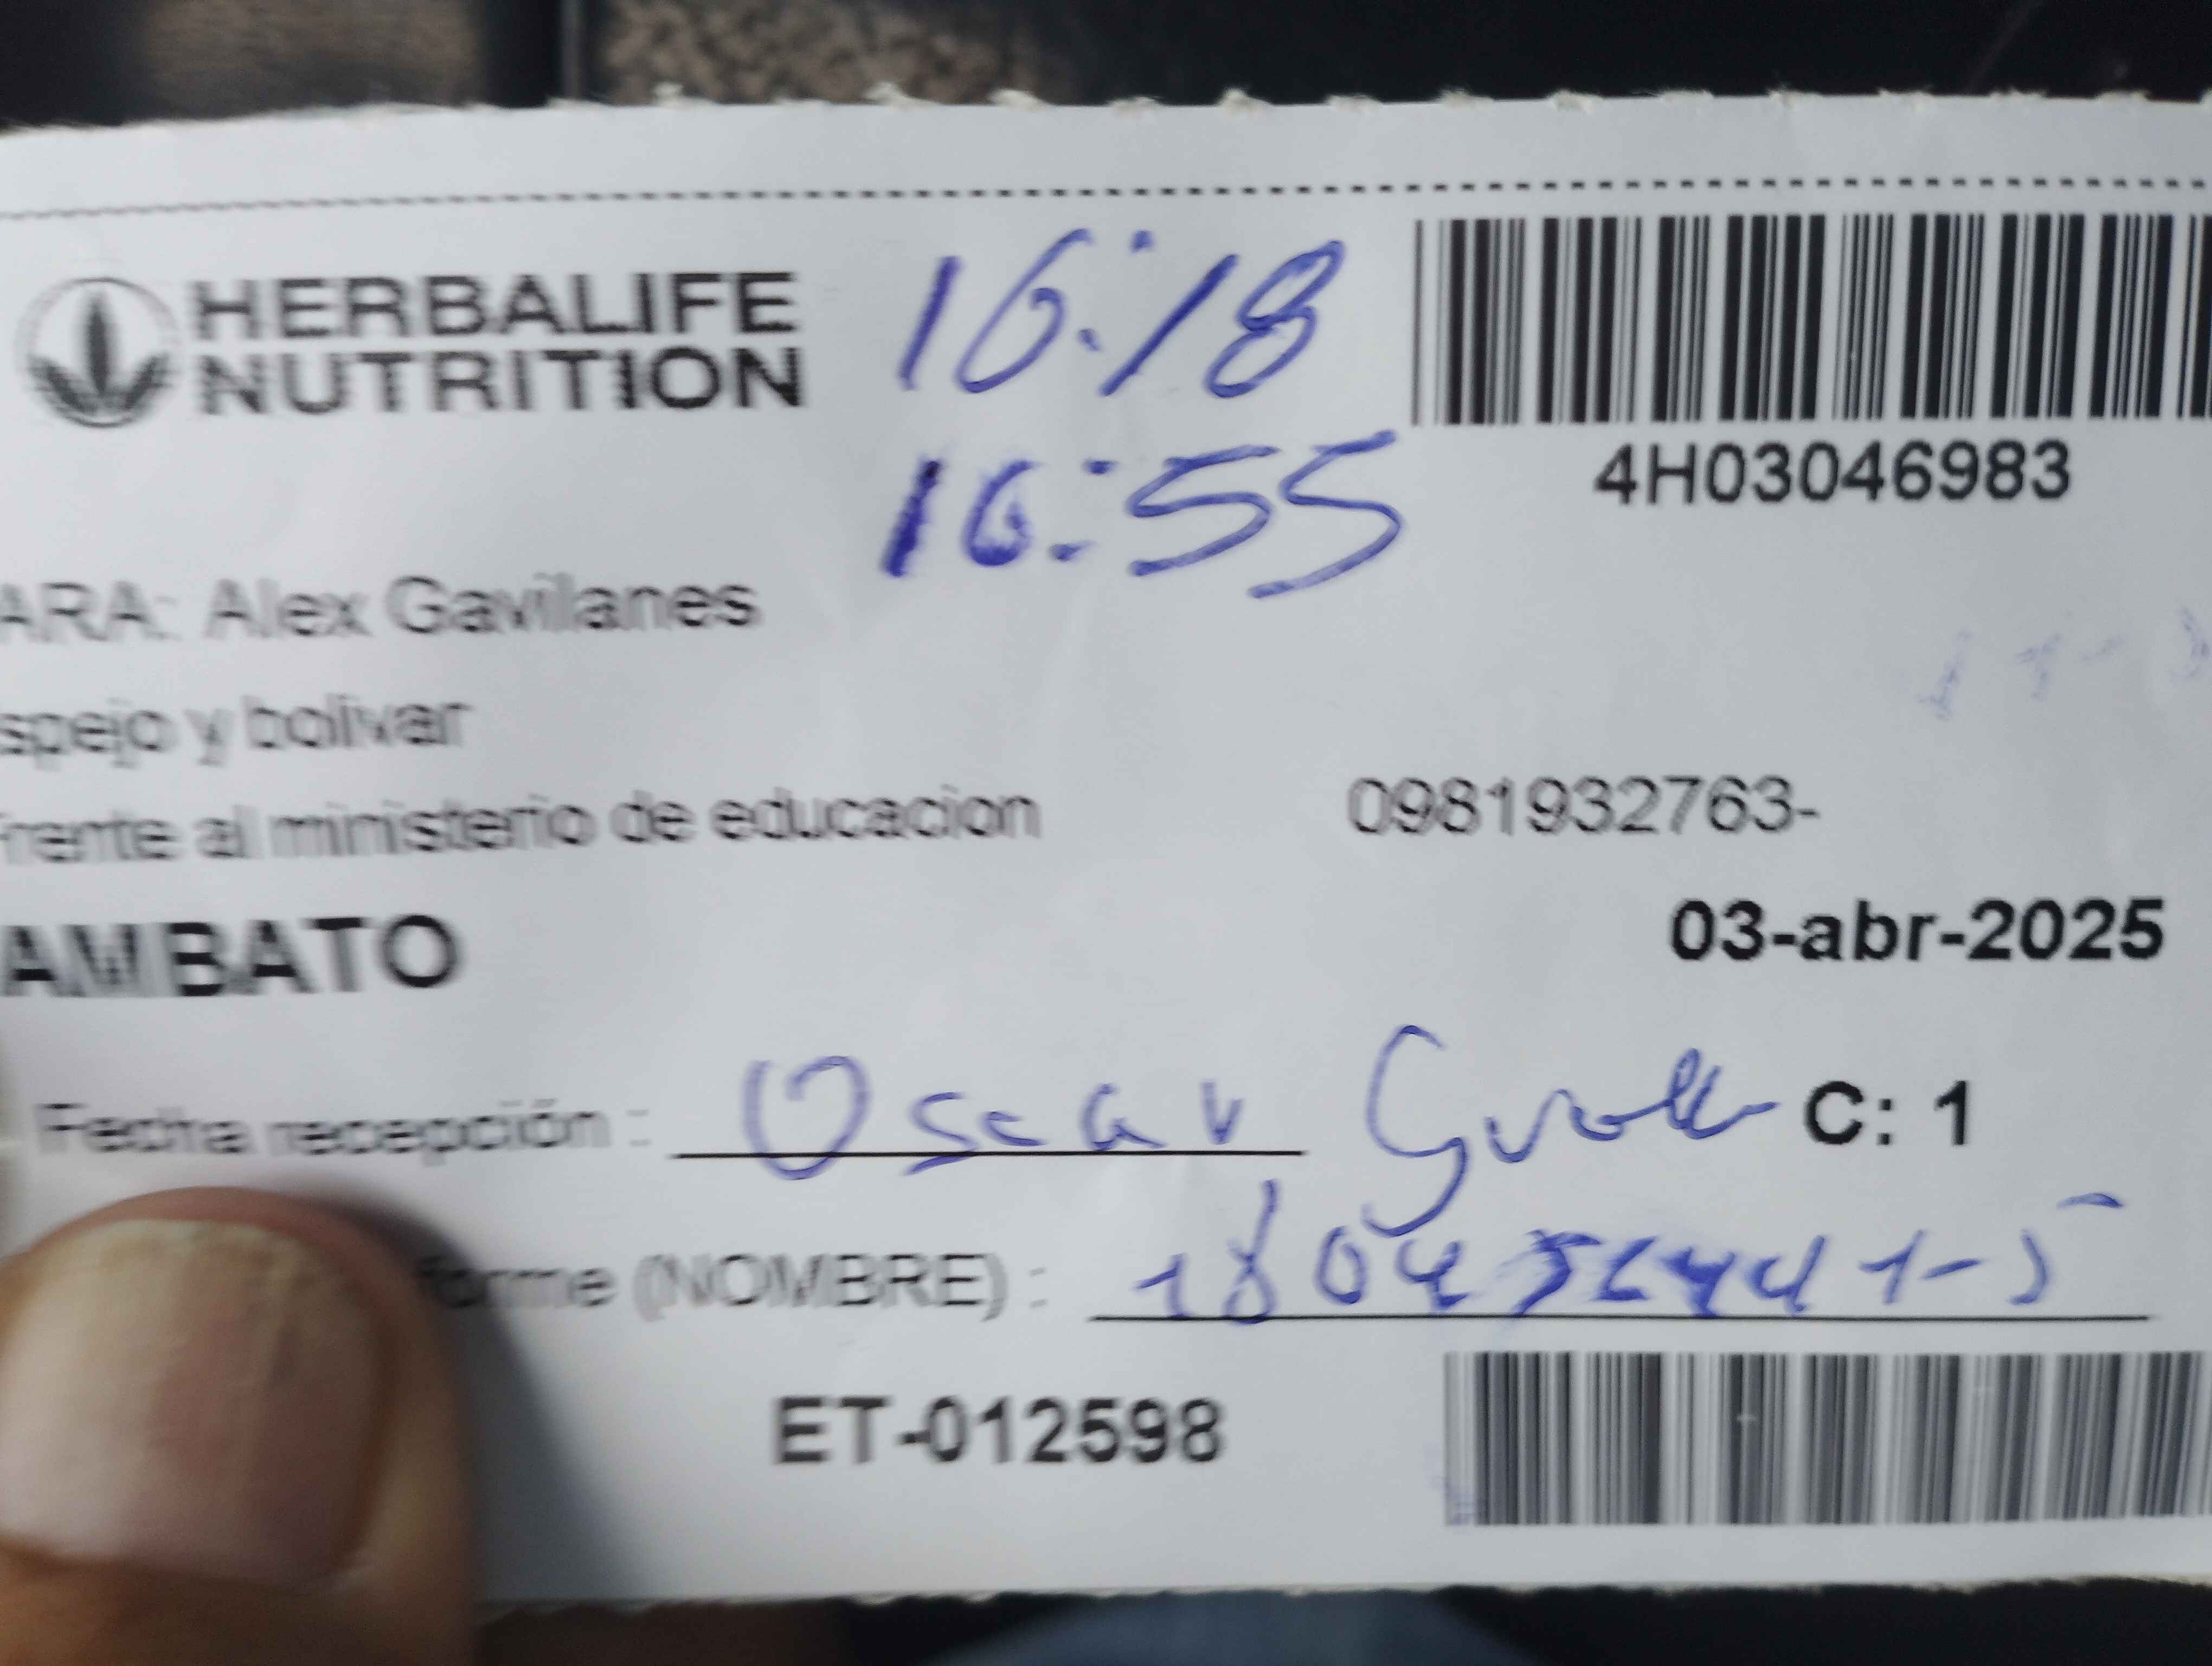 HERBALIFE
NUTRITION
16:18
16:55
4H03046983
ARA: Alex Gavilanes
spejo y bolivar
frente al ministerio de educacion
0981932763-
AMBATO
03-abr-2025
Fecha recepción : Oscar
C: 1
forme (NOMBRE) :
ET-012598